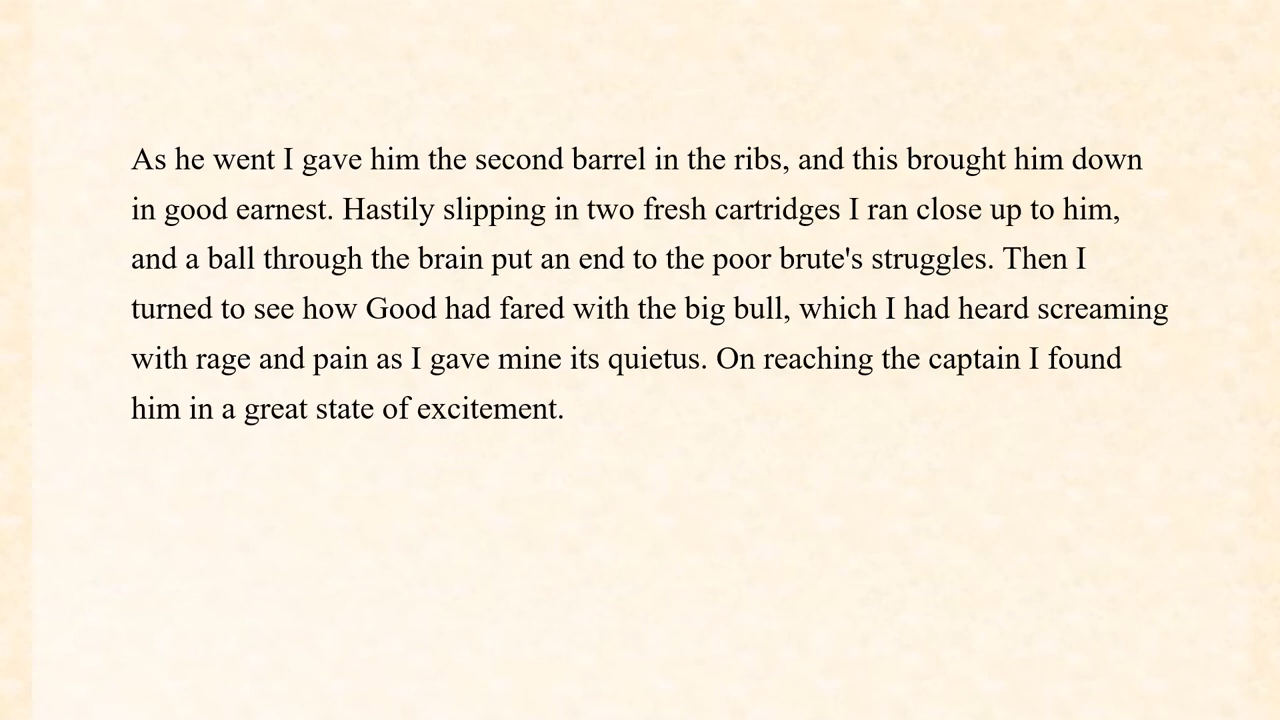 As he went I gave him the second barrel in the ribs, and this brought him down
in good earnest. Hastily slipping in two fresh cartridges I ran close up to him,
and a ball through the brain put an end to the poor brute's struggles. Then I
turned to see how Good had fared with the big bull, which I had heard screaming
with rage and pain as I gave mine its quietus. On reaching the captain I found
him in a great state of excitement.